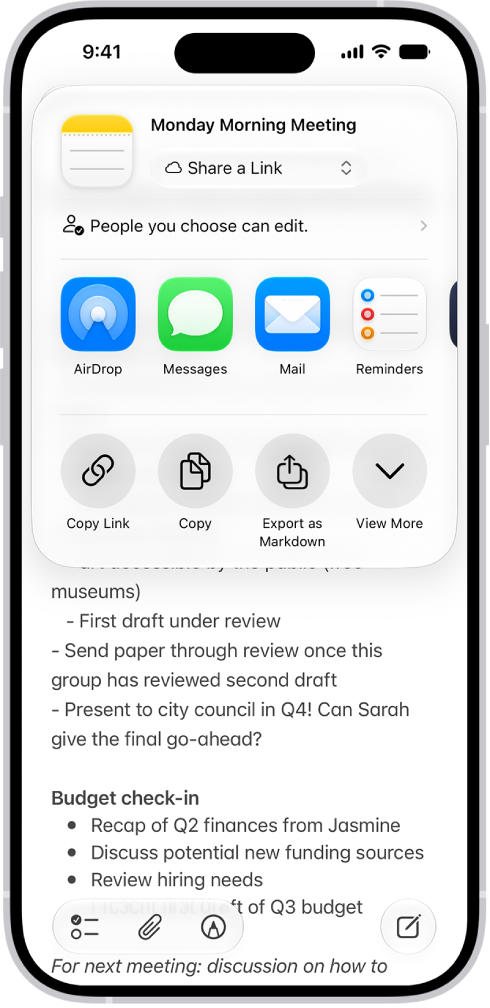 9:41
Monday Morning Meeting
Share a Link
People you choose can edit.
AirDrop
Messages
Mail
Reminders
Copy Link
Copy
Export as
Markdown
View More
museums)
- First draft under review
- Send paper through review once this
group has reviewed second draft
- Present to city council in Q4! Can Sarah
give the final go-ahead?
Budget check-in
• Recap of Q2 finances from Jasmine
• Discuss potential new funding sources
• Review hiring needs
of Q3 budget
For next meeting: discussion on how to